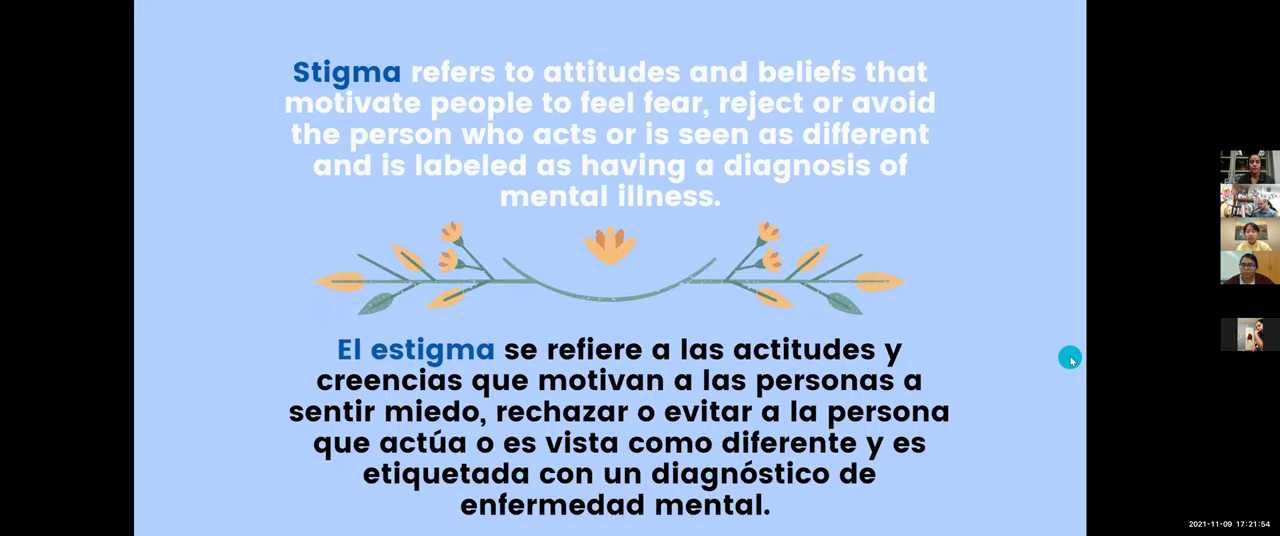 Stigma refers to attitudes and beliefs that
motivate people to feel fear, reject or avoid
the person who acts or is seen as different
and is labeled as having a diagnosis of
mental illness.
El estigma se refiere a las actitudes y
creencias que motivan a las personas a
sentir miedo, rechazar o evitar a la persona
que actúa o es vista como diferente y es
etiquetada con un diagnóstico de
enfermedad mental.
2021-11-09 17:21:54